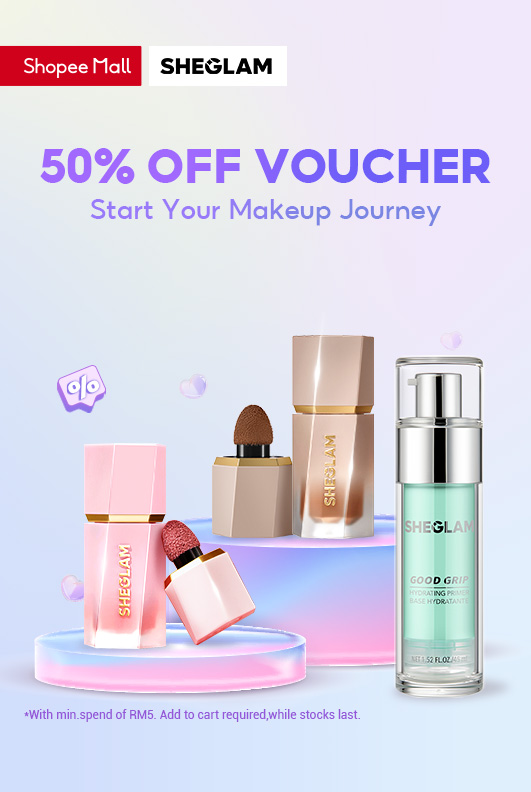 Shopee Mall
SHEGLAM
50% OFF VOUCHER
Start Your Makeup Journey
%
SHEGLAM
SHEGLAM
SHEGLAM
GOOD GRIP
HYDRATING PRIMER
BASE HYDRATANTE
*With min.spend of RM5. Add to cart required,while stocks last.